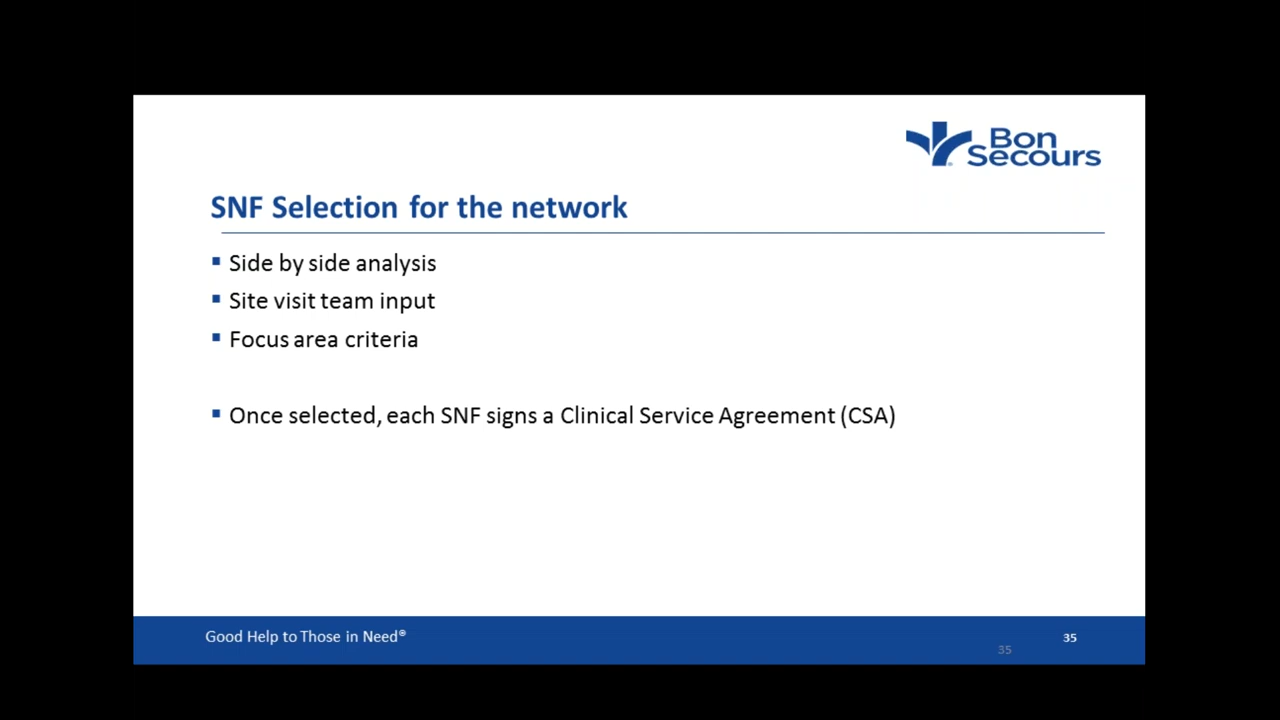 Bon
Secours
SNF Selection for the network
Side by side analysis
Site visit team input
Focus area criteria
Once selected, each SNF signs a Clinical Service Agreement (CSA)
Good Help to Those in Need®
35
35